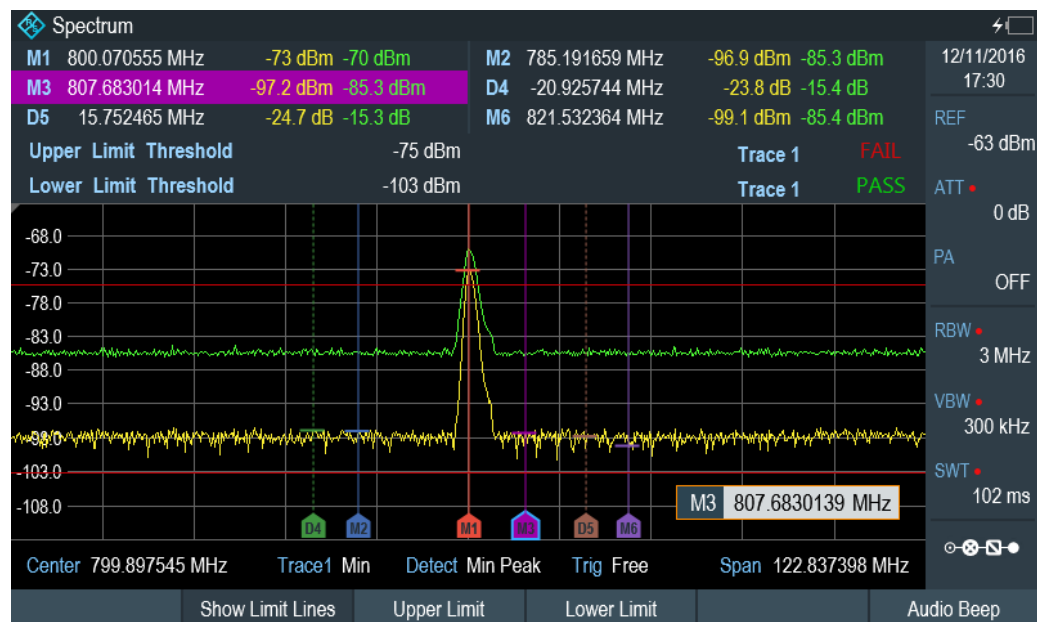 Spectrum
M1 800.070555 MHz -73 dBm -70 dBm M2 785.191659 MHz -96.9 dBm -85.3 dBm
M3 807.683014 MHz -97.2 dBm -85.3 dBm D4 -20.925744 MHz -23.8 dB -15.4 dB
D5 15.752465 MHz -24.7 dB -15.3 dB M6 821.532364 MHz -99.1 dBm -85.4 dBm
Upper Limit Threshold -75 dBm Trace 1 FAIL
Lower Limit Threshold -103 dBm Trace 1 PASS
12/11/2016
17:30
REF
-63 dBm
ATT
0 dB
PA
OFF
RBW
3 MHz
VBW
300 kHz
SWT
102 ms
-68.0
-73.0
-78.0
-83.0
-88.0
-93.0
-98.0
-103.0
-108.0
M3 807.6830139 MHz
D4 M2 M1 M3 D5 M6
Center 799.897545 MHz Trace1 Min Detect Min Peak Trig Free Span 122.837398 MHz
Show Limit Lines Upper Limit Lower Limit Audio Beep